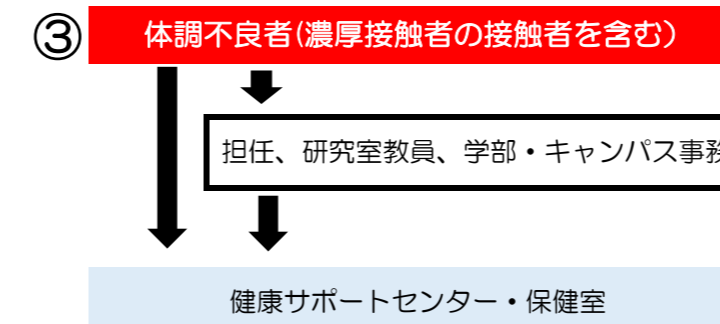 ③ 体調不良者(濃厚接触者の接触者を含む)
担任、研究室教員、学部・キャンパス事務
健康サポートセンター・保健室